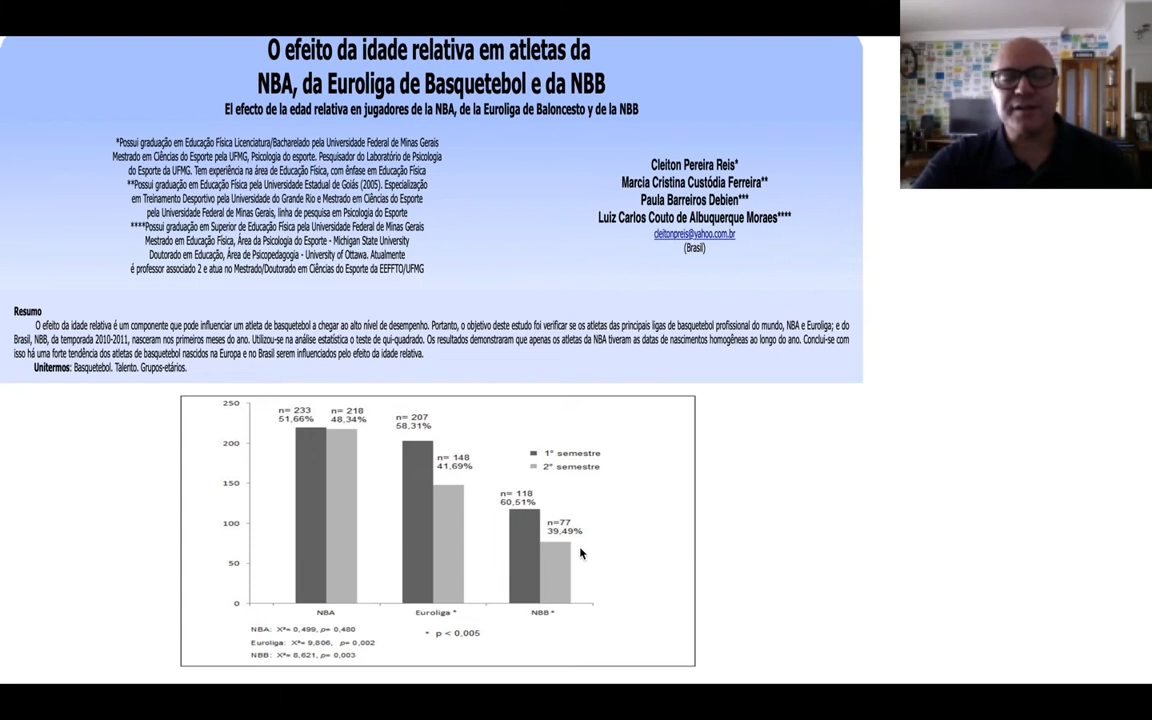 O efeito da idade relativa em atletas da
NBA, da Euroliga de Basquetebol e da NBB
El efecto de la edad relativa en jugadores de la NBA, de la Euroliga de Baloncesto y de la NBB
*Possui graduação em Educação Física Licenciatura/Bacharelado pela Universidade Federal de Minas Gerais
Mestrado em Ciências do Esporte pela UFMG, Psicologia do esporte. Pesquisador do Laboratório de Psicologia
do Esporte da UFMG. Tem experiência na área de Educação Física, com ênfase em Educação Física
**Possui graduação em Educação Física pela Universidade Estadual de Goiás (2005). Especialização
em Treinamento Desportivo pela Universidade do Grande Rio e Mestrado em Ciências do Esporte
pela Universidade Federal de Minas Gerais, linha de pesquisa em Psicologia do Esporte
****Possui graduação em Superior de Educação Física pela Universidade Federal de Minas Gerais
Mestrado em Educação Física, Área da Psicologia do Esporte - Michigan State University
Doutorado em Educação, Área de Psicopedagogia - University of Ottawa. Atualmente
é professor associado 2 e atua no Mestrado/Doutorado em Ciências do Esporte da EEFFTO/UFMG
Cleiton Pereira Reis*
Marcia Cristina Custódia Ferreira**
Paula Barreiros Debien***
Luiz Carlos Couto de Albuquerque Moraes****
cleitonpreis@yahoo.com.br
(Brasil)
Resumo
O efeito da idade relativa é um componente que pode influenciar um atleta de basquetebol a chegar ao alto nível de desempenho. Portanto, o objetivo deste estudo foi verificar se os atletas das principais ligas de basquetebol profissional do mundo, NBA e Euroliga; e do
Brasil, NBB, da temporada 2010-2011, nasceram nos primeiros meses do ano. Utilizou-se na análise estatística o teste de qui-quadrado. Os resultados demonstraram que apenas os atletas da NBA tiveram as datas de nascimentos homogêneas ao longo do ano. Conclui-se com
isso há uma forte tendência dos atletas de basquetebol nascidos na Europa e no Brasil serem influenciados pelo efeito da idade relativa.
Unitermos: Basquetebol. Talento. Grupos-etários.
250
200
150
100
50
0
n= 233
51,66%
n= 218
48,34%
n= 207
58,31%
n= 148
41,69%
n= 118
60,51%
n=77
39,49%
1° semestre
2° semestre
NBA
Euroliga *
NBB *
NBA: X²= 0,499, p= 0,480
Euroliga: X²= 9,806, p= 0,002
NBB: X²= 8,621, p= 0,003
* p < 0,005